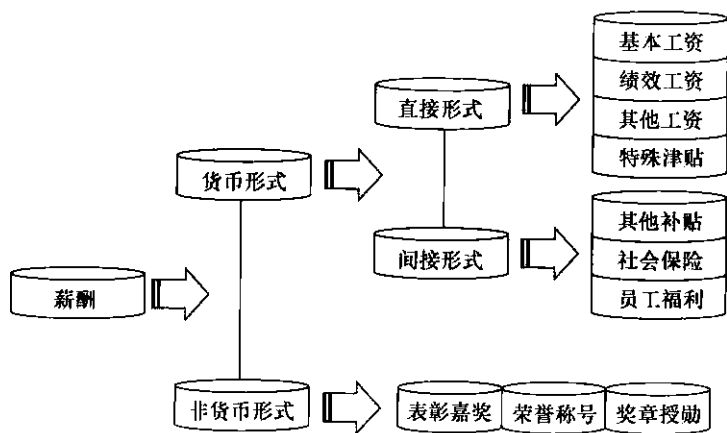 基本工资
绩效工资
直接形式
其他工资
特殊津贴
货币形式
其他补贴
间接形式
社会保险
薪酬
员工福利
非货币形式
表彰嘉奖
荣誉称号
奖章授勋